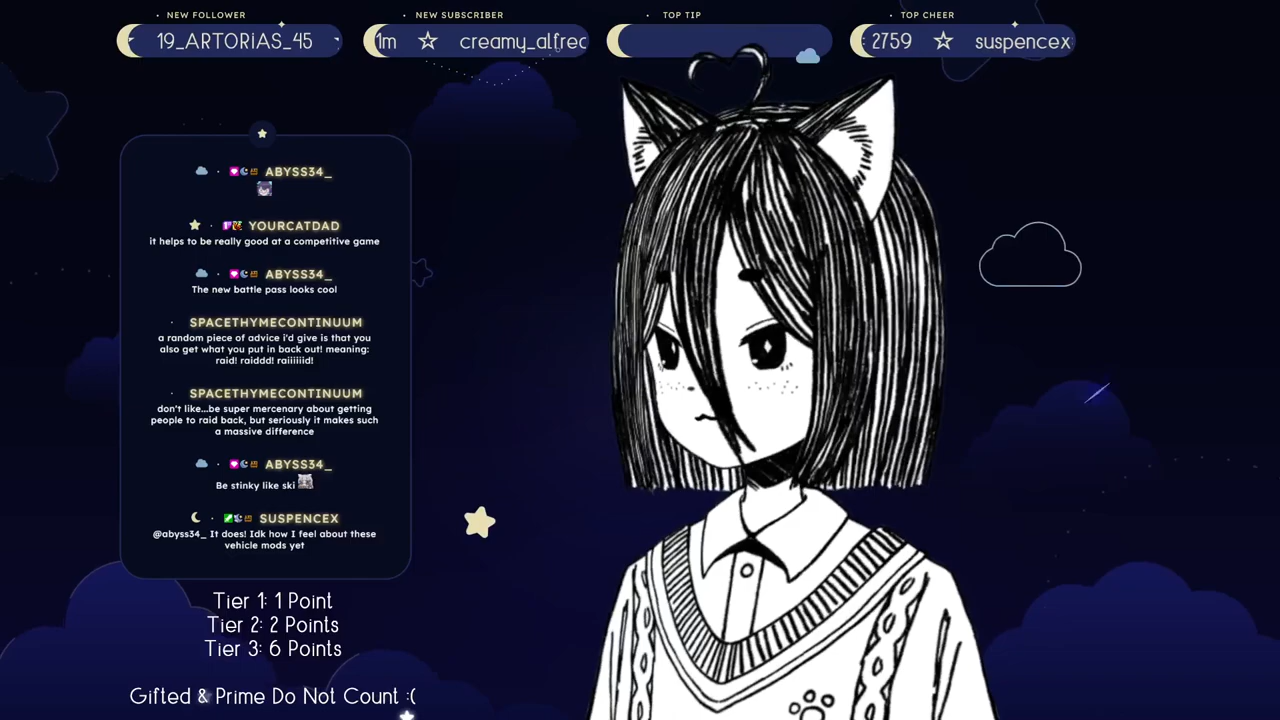 NEW FOLLOWER
19_ARTORIAS_45
NEW SUBSCRIBER
1m ☆ creamy_alfred
TOP TIP
TOP CHEER
: 2759 ☆ suspencex
ABYSS34_
YOURCATDAD
it helps to be really good at a competitive game
ABYSS34_
The new battle pass looks cool
SPACETHYMECONTINUUM
a random piece of advice i'd give is that you
also get what you put in back out! meaning:
raid! raiddd! raiiiiiid!
SPACETHYMECONTINUUM
don't like...be super mercenary about getting
people to raid back, but seriously it makes such
a massive difference
ABYSS34_
Be stinky like ski
SUSPENCEX
@abyss34_ It does! Idk how I feel about these
vehicle mods yet
Tier 1: 1 Point
Tier 2: 2 Points
Tier 3: 6 Points
Gifted & Prime Do Not Count :(